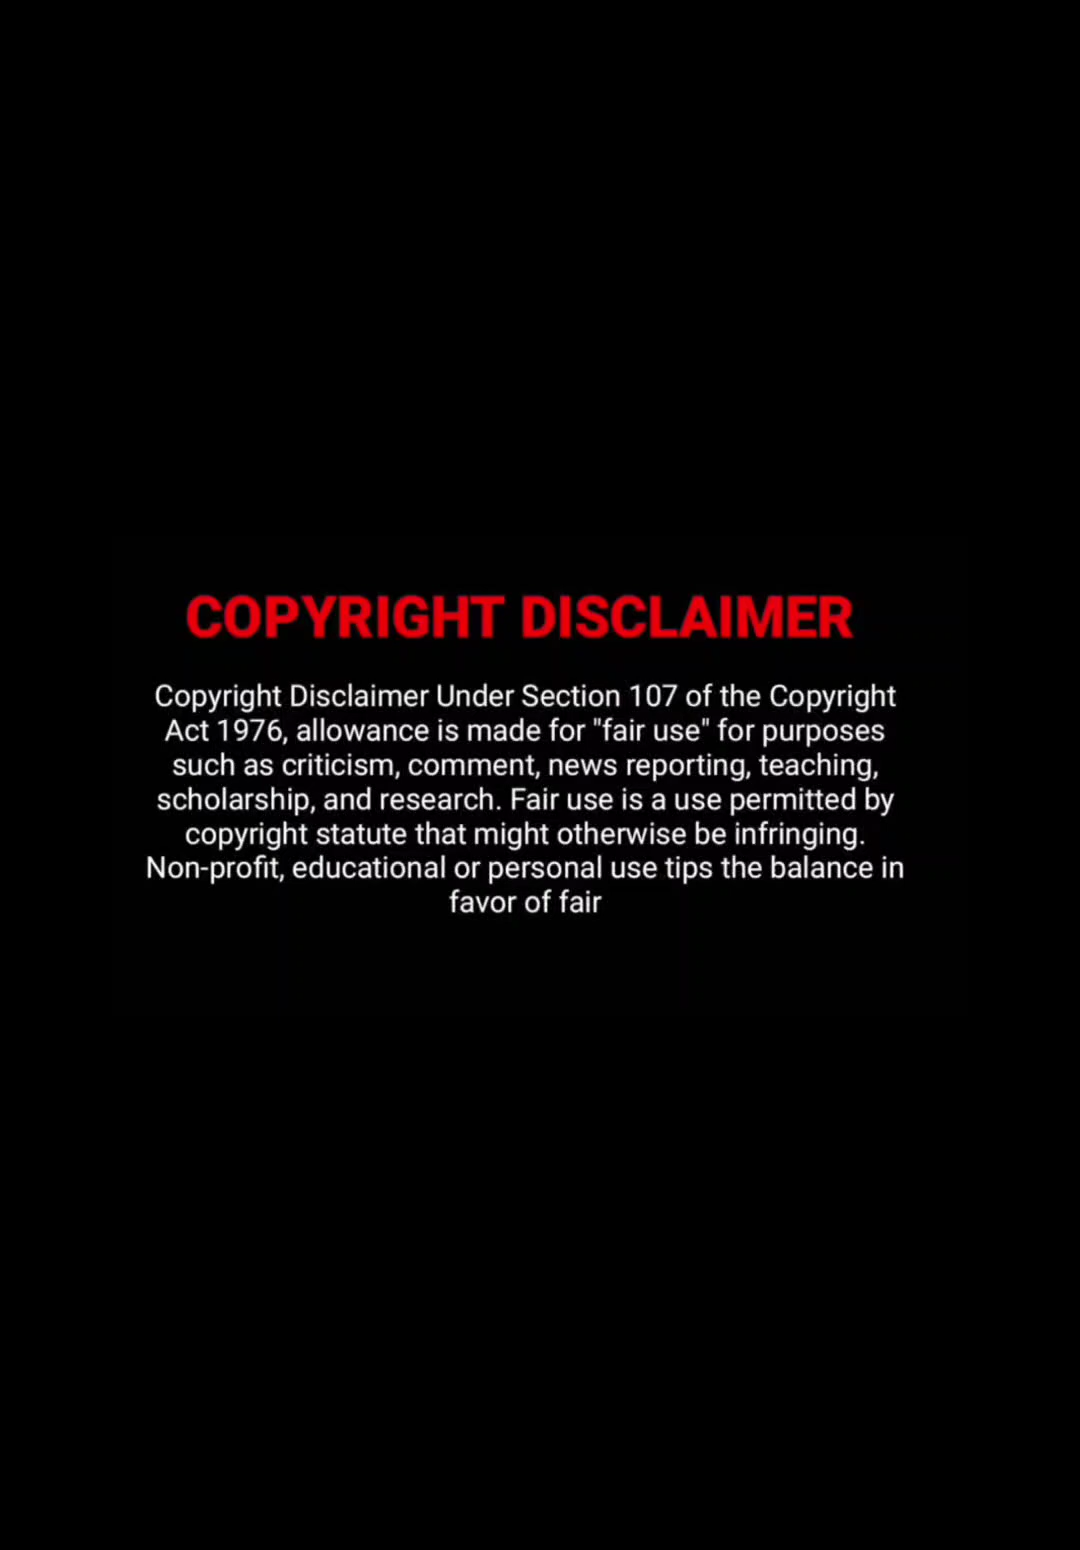 COPYRIGHT DISCLAIMER
Copyright Disclaimer Under Section 107 of the Copyright
Act 1976, allowance is made for "fair use" for purposes
such as criticism, comment, news reporting, teaching,
scholarship, and research. Fair use is a use permitted by
copyright statute that might otherwise be infringing.
Non-profit, educational or personal use tips the balance in
favor of fair